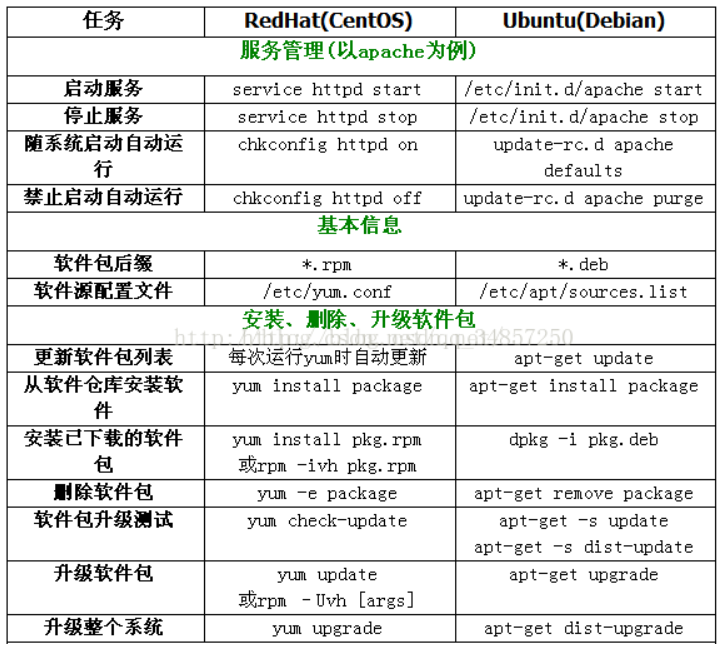 任务 RedHat(CentOS) Ubuntu(Debian)
服务管理(以apache为例)
启动服务 service httpd start /etc/init.d/apache start
停止服务 service httpd stop /etc/init.d/apache stop
随系统启动自动运 chkconfig httpd on update-rc.d apache
行 defaults
禁止启动自动运行 chkconfig httpd off update-rc.d apache purge
基本信息
软件包后缀 *.rpm *.deb
软件源配置文件 /etc/yum.conf /etc/apt/sources.list
安装、删除、升级软件包
更新软件包列表 每次运行yum时自动更新 apt-get update
从软件仓库安装软 yum install package apt-get install package
件
安装已下载的软件 yum install pkg.rpm dpkg -i pkg.deb
包 或rpm -ivh pkg.rpm
删除软件包 yum -e package apt-get remove package
软件包升级测试 yum check-update apt-get -s update
apt-get -s dist-update
升级软件包 yum update apt-get upgrade
或rpm -Uvh [args]
升级整个系统 yum upgrade apt-get dist-upgrade